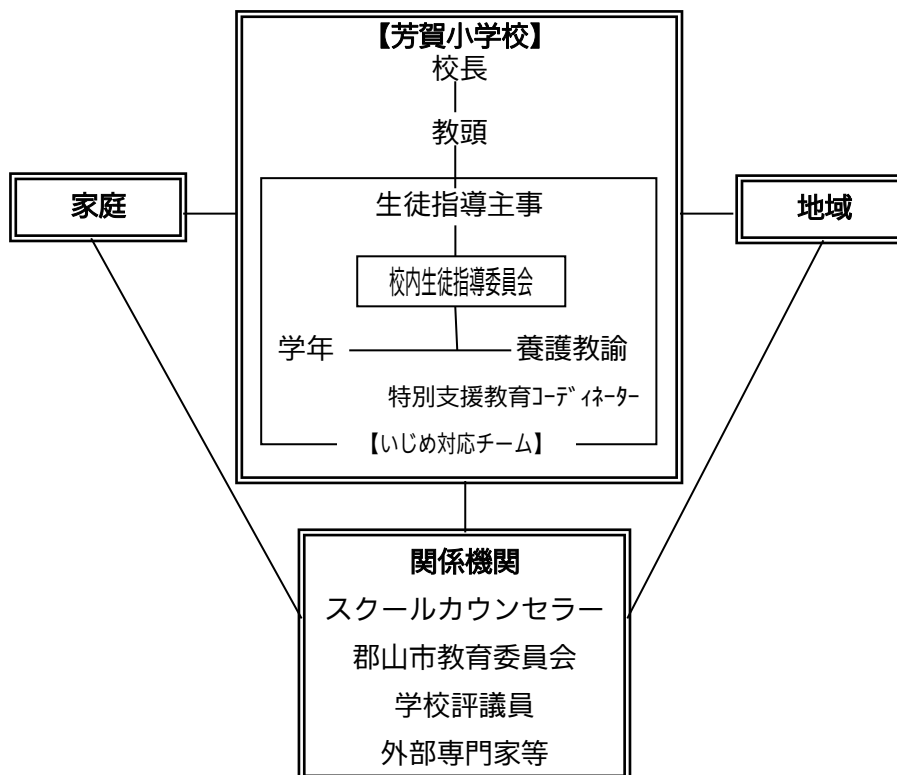 【芳賀小学校】
校長
教頭
家庭
生徒指導主事
地域
校内生徒指導委員会
学年
養護教諭
特別支援教育ｺｰﾃﾞｨﾈｰﾀｰ
【いじめ対応チーム】
関係機関
スクールカウンセラー
郡山市教育委員会
学校評議員
外部専門家等